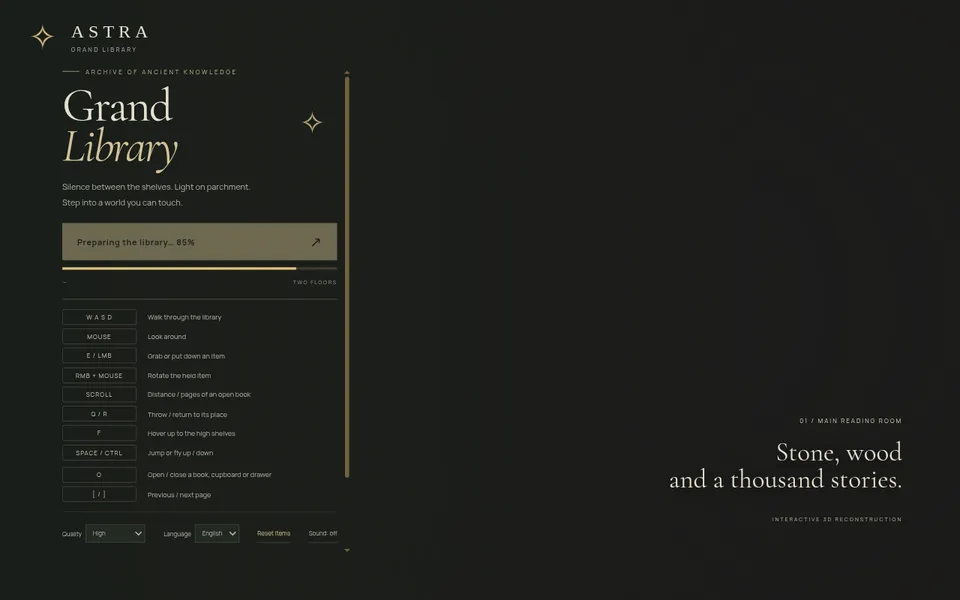 ASTRA
GRAND LIBRARY
ARCHIVE OF ANCIENT KNOWLEDGE
Grand
Library
Silence between the shelves. Light on parchment.
Step into a world you can touch.
Preparing the library… 85% ↗
— TWO FLOORS
W A S D Walk through the library
MOUSE Look around
E / LMB Grab or put down an item
RMB + MOUSE Rotate the held item
SCROLL Distance / pages of an open book
Q / R Throw / return to its place
F Hover up to the high shelves
SPACE / CTRL Jump or fly up / down
G Open / close a book, cupboard or drawer
[ / ] Previous / next page
Quality High Language English Reset items Sound: off
01 / MAIN READING ROOM
Stone, wood
and a thousand stories.
INTERACTIVE 3D RECONSTRUCTION